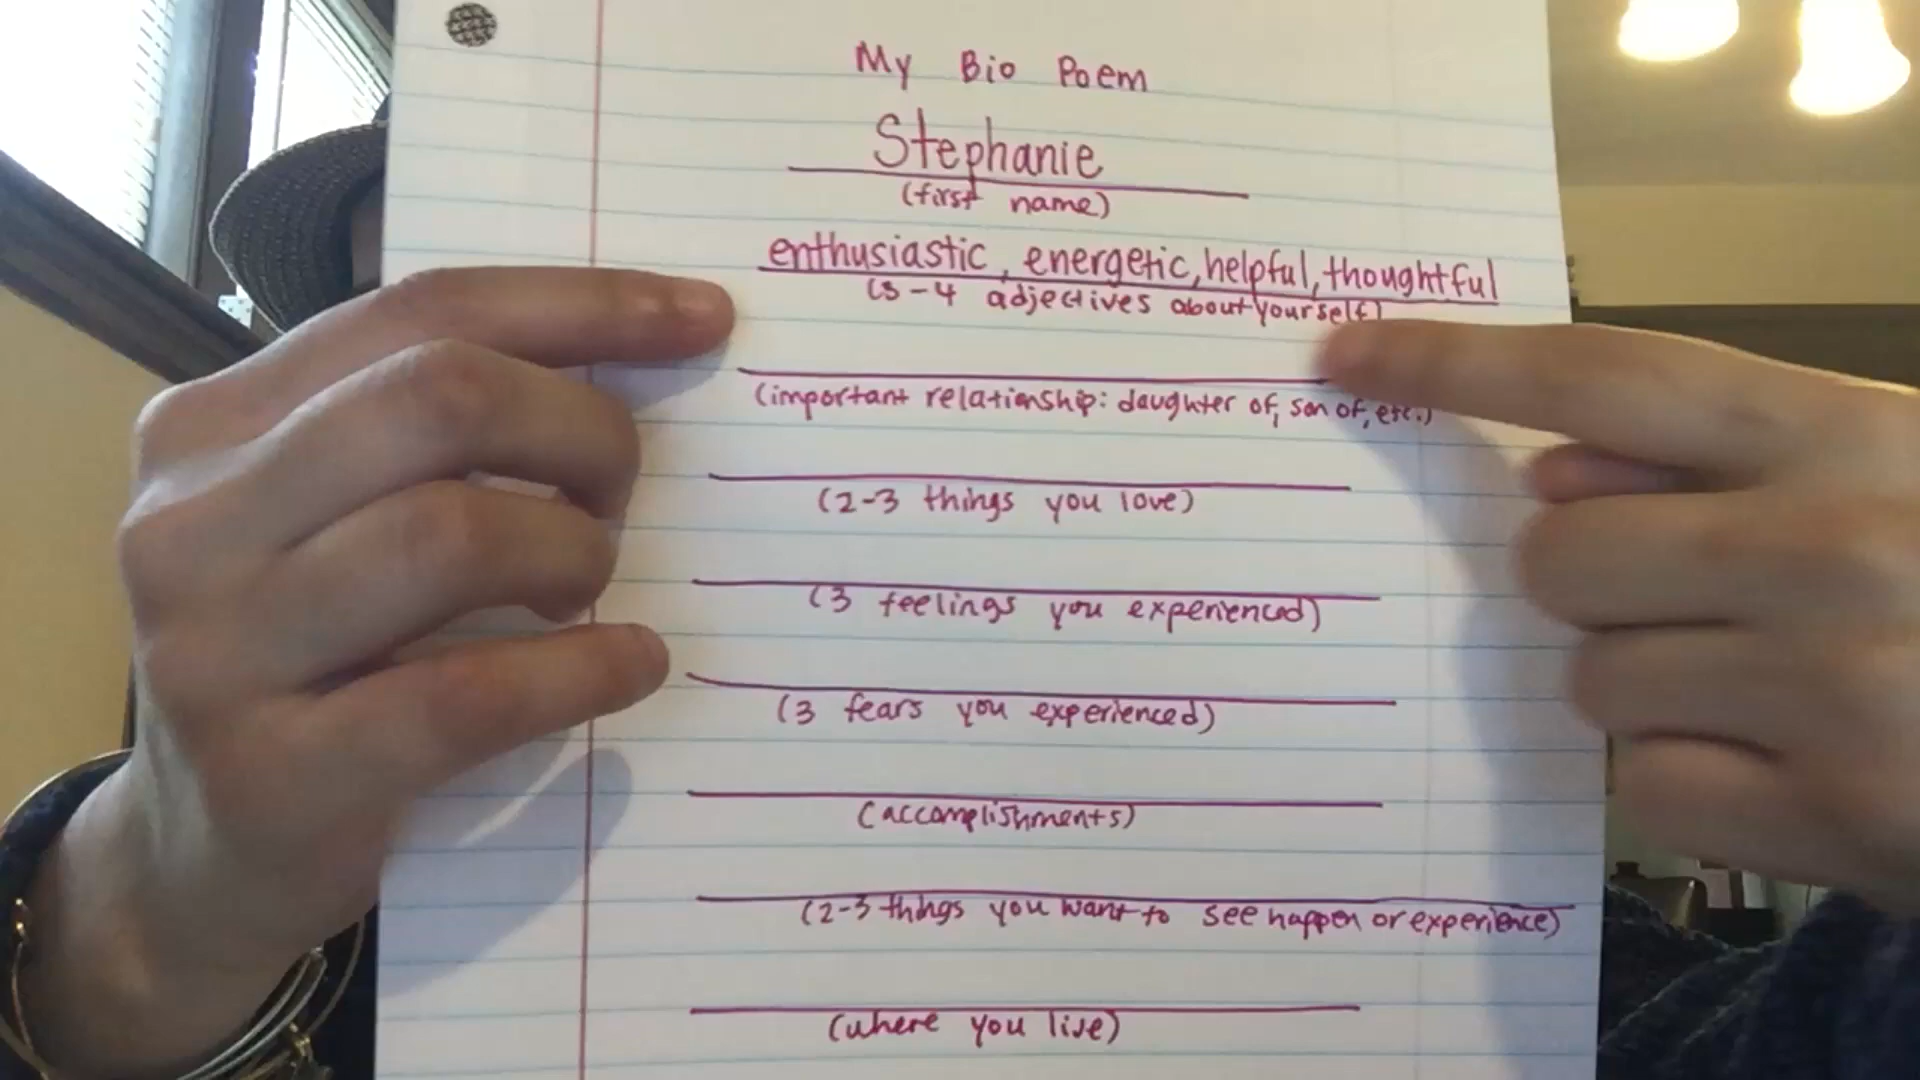 My Bio Poem
Stephanie
(first name)
enthusiastic, energetic, helpful, thoughtful
(3-4 adjectives about yourself)
(important relationship: daughter of, son of, etc.)
(2-3 things you love)
(3 feelings you experienced)
(3 fears you experienced)
(accomplishments)
(2-3 things you want to see happen or experience)
(where you live)